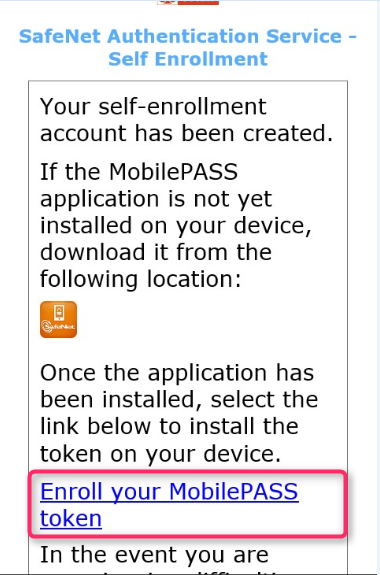 SafeNet Authentication Service -
Self Enrollment
Your self-enrollment
account has been created.
If the MobilePASS
application is not yet
installed on your device,
download it from the
following location:
SafeNet
Once the application has
been installed, select the
link below to install the
token on your device.
Enroll your MobilePASS
token
In the event you are